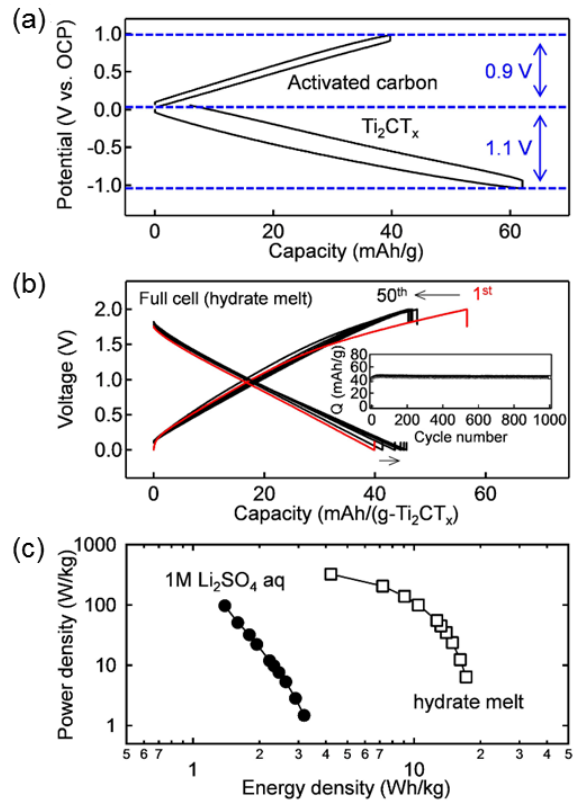 (a)
Potential (V vs. OCP)
1.0
0.5
0.0
-0.5
-1.0
Activated carbon
Ti₂CTₓ
0.9 V
1.1 V
0 20 40 60
Capacity (mAh/g)
(b)
Full cell (hydrate melt)
50th ← 1st
Voltage (V)
2.0
1.5
1.0
0.5
0.0
Q (mAh/g)
80
60
40
20
0
0 200 400 600 800 1000
Cycle number
→
0 20 40 60
Capacity (mAh/(g-Ti₂CTₓ)
(c)
Power density (W/kg)
1000
100
10
1
1M Li₂SO₄ aq
hydrate melt
5 6 7 1 2 3 4 5 6 7 10 2 3 4 5
Energy density (Wh/kg)